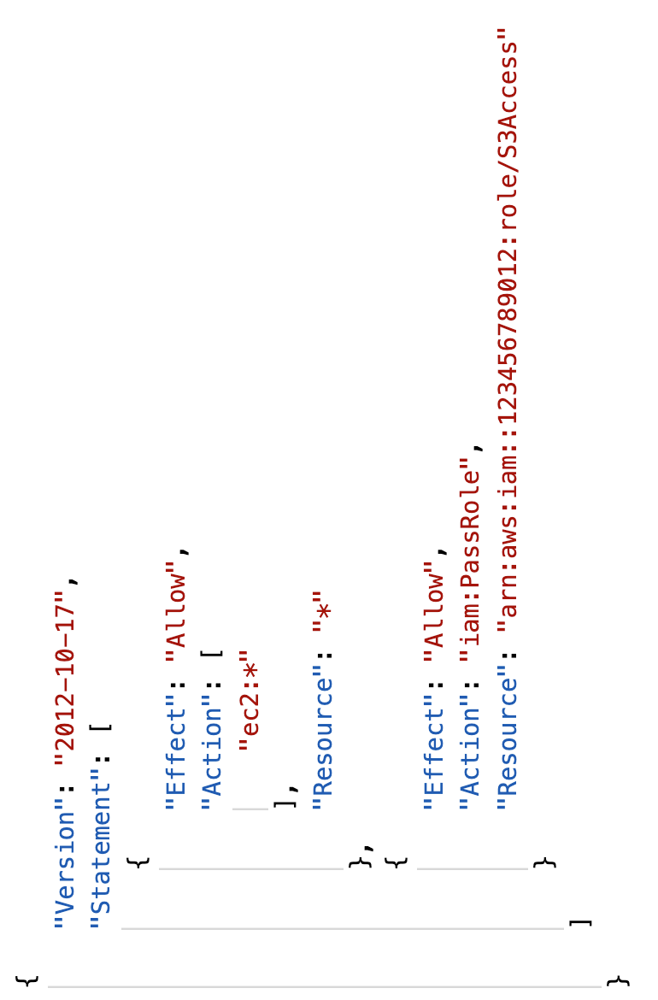 {
"Version": "2012-10-17",
"Statement": [
{
"Effect": "Allow",
"Action": [
"ec2:*"
],
"Resource": "*"
},
{
"Effect": "Allow",
"Action": "iam:PassRole",
"Resource": "arn:aws:iam::123456789012:role/S3Access"
}
]
}